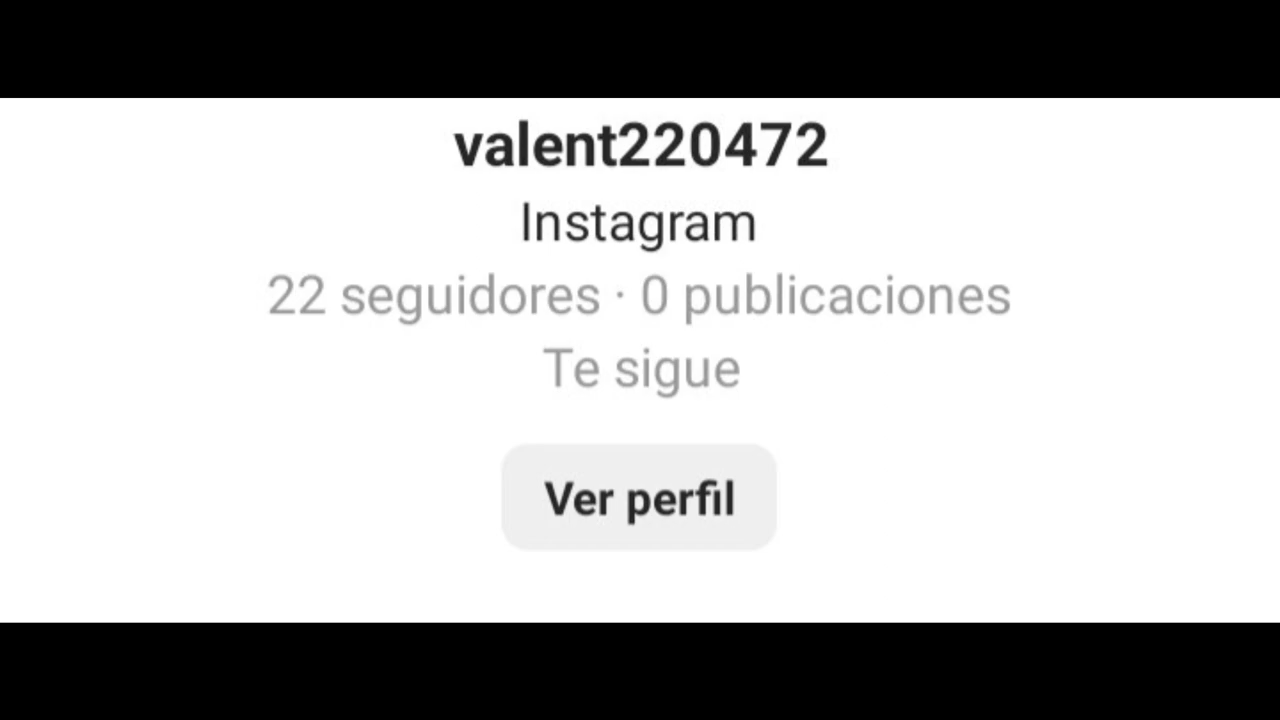 valent220472
Instagram
22 seguidores · 0 publicaciones
Te sigue
Ver perfil